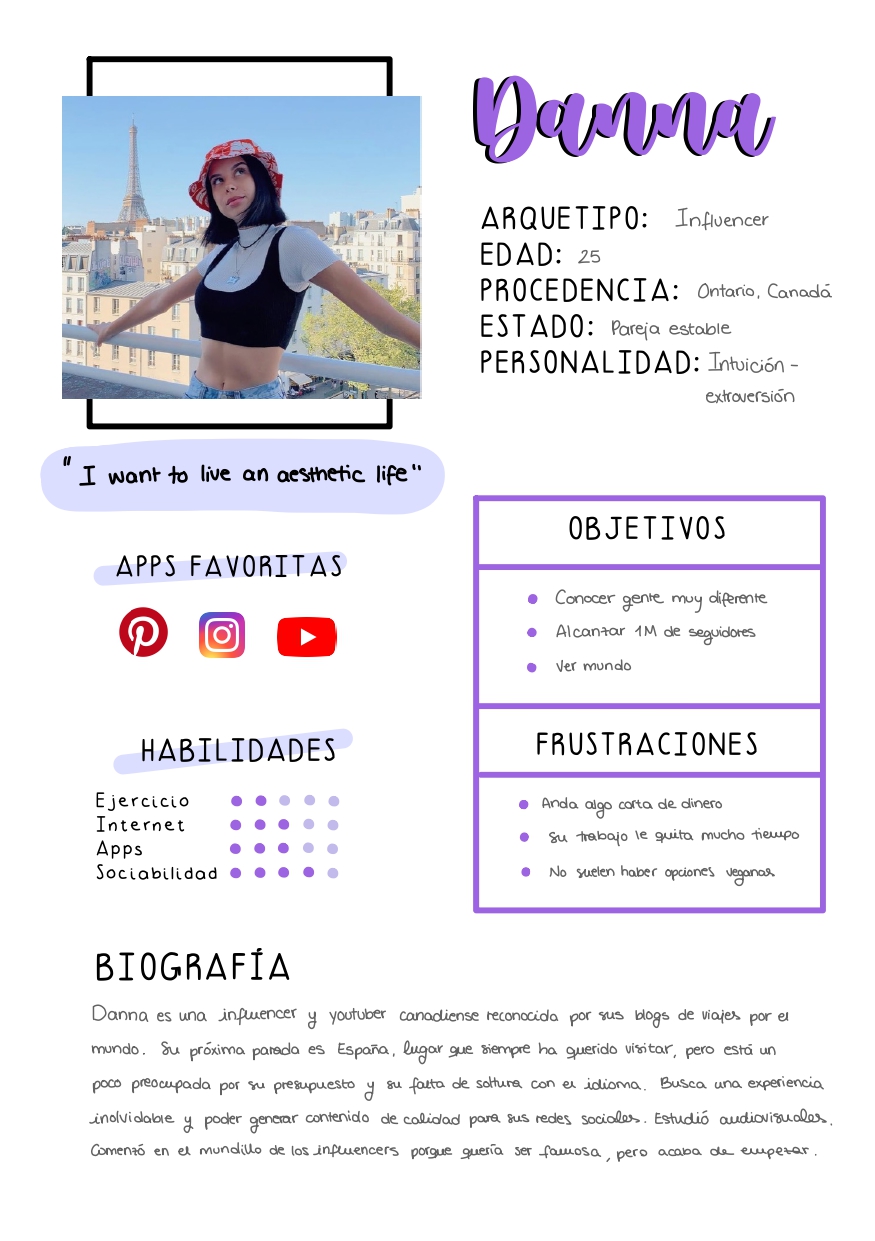 Danna
ARQUETIPO: Influencer
EDAD: 25
PROCEDENCIA: Ontario, Canadá
ESTADO: Pareja estable
PERSONALIDAD: Intuición -
extroversión
"I want to live an aesthetic life"
APPS FAVORITAS
HABILIDADES
Ejercicio
Internet
Apps
Sociabilidad
OBJETIVOS
Conocer gente muy diferente
Alcanzar 1M de seguidores
Ver mundo
FRUSTRACIONES
Anda algo corta de dinero
Su trabajo le quita mucho tiempo
No suelen haber opciones veganas
BIOGRAFÍA
Danna es una influencer y youtuber canadiense reconocida por sus blogs de viajes por el
mundo. Su próxima parada es España, lugar que siempre ha querido visitar, pero está un
poco preocupada por su presupuesto y su falta de soltura con el idioma. Busca una experiencia
inolvidable y poder generar contenido de calidad para sus redes sociales. Estudió audiovisuales.
Comenzó en el mundillo de los influencers porque quería ser famosa, pero acaba de empezar.